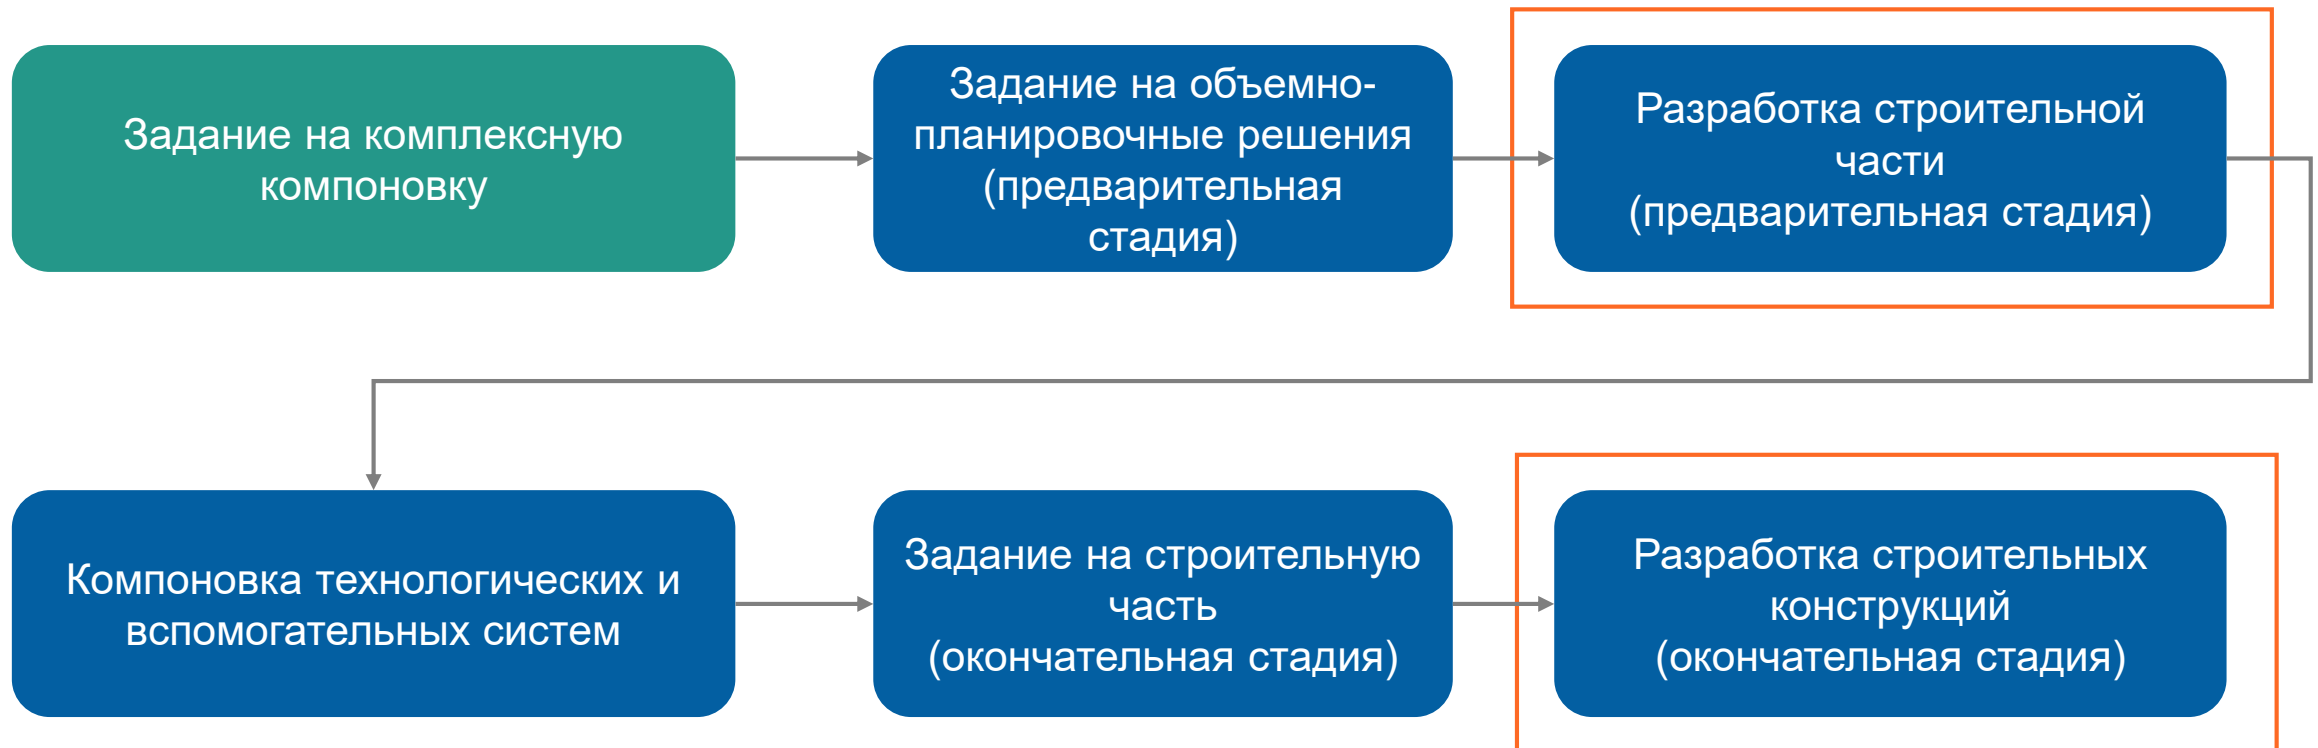 Задание на комплексную
компоновку
Задание на объемно-
планировочные решения
(предварительная
стадия)
Разработка строительной
части
(предварительная стадия)
Компоновка технологических и
вспомогательных систем
Задание на строительную
часть
(окончательная стадия)
Разработка строительных
конструкций
(окончательная стадия)